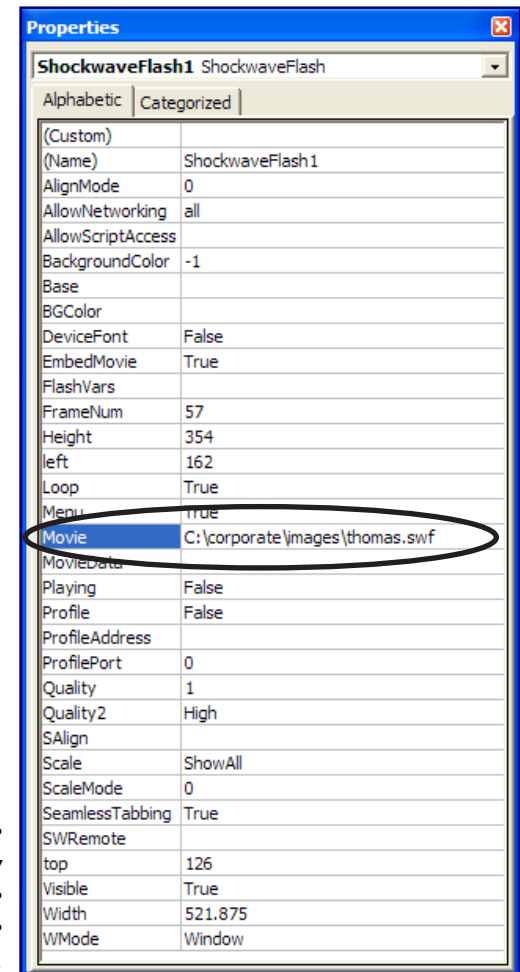 Properties
ShockwaveFlash1 ShockwaveFlash
Alphabetic Categorized
(Custom)
(Name) ShockwaveFlash1
AlignMode 0
AllowNetworking all
AllowScriptAccess
BackgroundColor -1
Base
BGColor
DeviceFont False
EmbedMovie True
FlashVars
FrameNum 57
Height 354
left 162
Loop True
Menu True
Movie C:\corporate\images\thomas.swf
MovieData
Playing False
Profile False
ProfileAddress
ProfilePort 0
Quality 1
Quality2 High
SAlign
Scale ShowAll
ScaleMode 0
SeamlessTabbing True
SWRemote
top 126
Visible True
Width 521.875
WMode Window